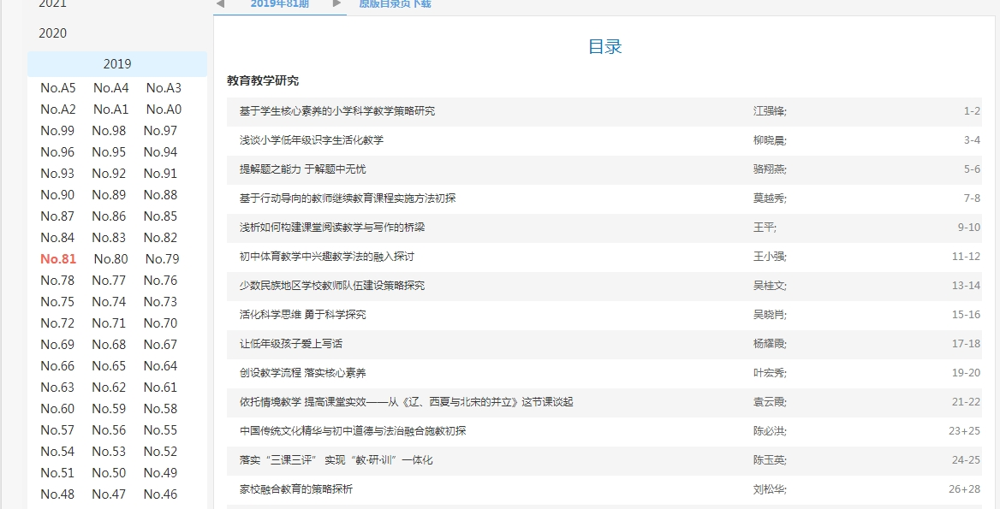 2021
2020
2019
No.A5 No.A4 No.A3
No.A2 No.A1 No.A0
No.99 No.98 No.97
No.96 No.95 No.94
No.93 No.92 No.91
No.90 No.89 No.88
No.87 No.86 No.85
No.84 No.83 No.82
No.81 No.80 No.79
No.78 No.77 No.76
No.75 No.74 No.73
No.72 No.71 No.70
No.69 No.68 No.67
No.66 No.65 No.64
No.63 No.62 No.61
No.60 No.59 No.58
No.57 No.56 No.55
No.54 No.53 No.52
No.51 No.50 No.49
No.48 No.47 No.46
2019年81期 原版目录页下载
目录
教育教学研究
基于学生核心素养的小学科学教学策略研究 江强锋; 1-2
浅谈小学低年级识字生活化教学 柳晓晨; 3-4
提解题之能力 于解题中无忧 骆翔燕; 5-6
基于行动导向的教师继续教育课程实施方法初探 莫越秀; 7-8
浅析如何构建课堂阅读教学与写作的桥梁 王平; 9-10
初中体育教学中兴趣教学法的融入探讨 王小强; 11-12
少数民族地区学校教师队伍建设策略探究 吴桂文; 13-14
活化科学思维 勇于科学探究 吴晓肖; 15-16
让低年级孩子爱上写话 杨耀霞; 17-18
创设教学流程 落实核心素养 叶宏秀; 19-20
依托情境教学 提高课堂实效——从《辽、西夏与北宋的并立》这节课谈起 袁云霞; 21-22
中国传统文化精华与初中道德与法治融合施教初探 陈必洪; 23+25
落实“三课三评” 实现“教·研·训”一体化 陈玉英; 24-25
家校融合教育的策略探析 刘松华; 26+28